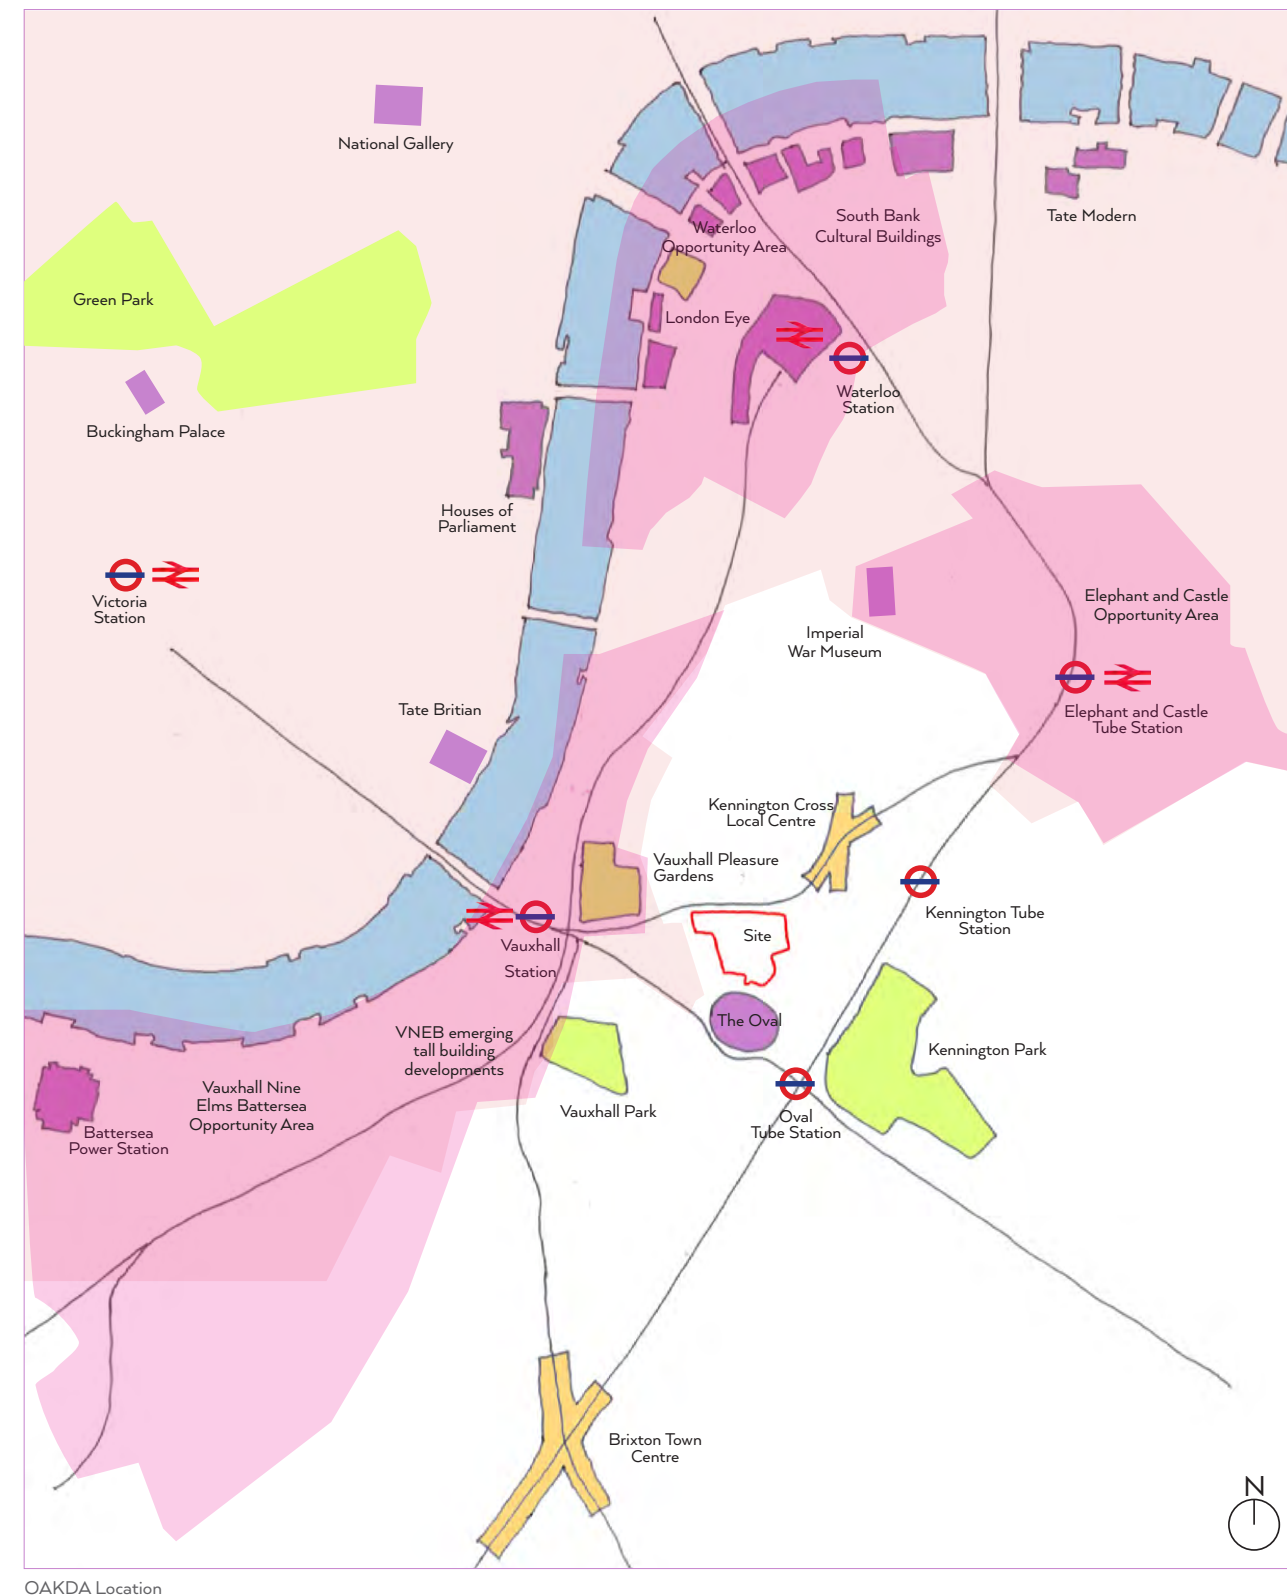 National Gallery
Tate Modern
South Bank
Cultural Buildings
Waterloo
Opportunity Area
Green Park
London Eye
Waterloo
Station
Buckingham Palace
Houses of
Parliament
Victoria
Station
Elephant and Castle
Opportunity Area
Imperial
War Museum
Tate Britian
Elephant and Castle
Tube Station
Kennington Cross
Local Centre
Vauxhall Pleasure
Gardens
Kennington Tube
Station
Site
Vauxhall
Station
The Oval
VNEB emerging
tall building
developments
Kennington Park
Vauxhall Nine
Elms Battersea
Opportunity Area
Vauxhall Park
Oval
Tube Station
Battersea
Power Station
Brixton Town
Centre
N
OAKDA Location